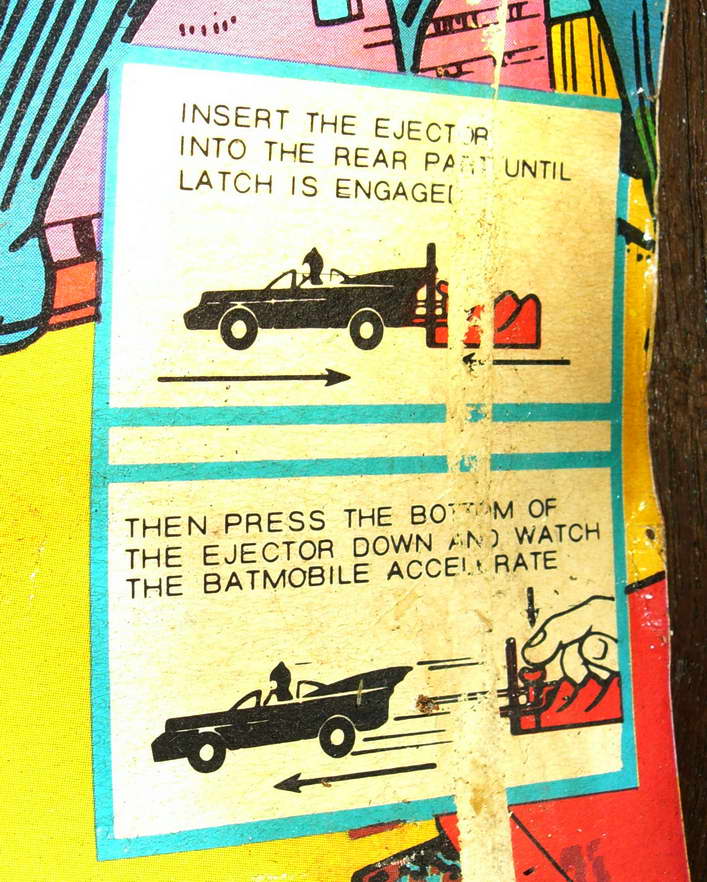 INSERT THE EJECTOR
INTO THE REAR PART UNTIL
LATCH IS ENGAGED
THEN PRESS THE BOTTOM OF
THE EJECTOR DOWN AND WATCH
THE BATMOBILE ACCELERATE